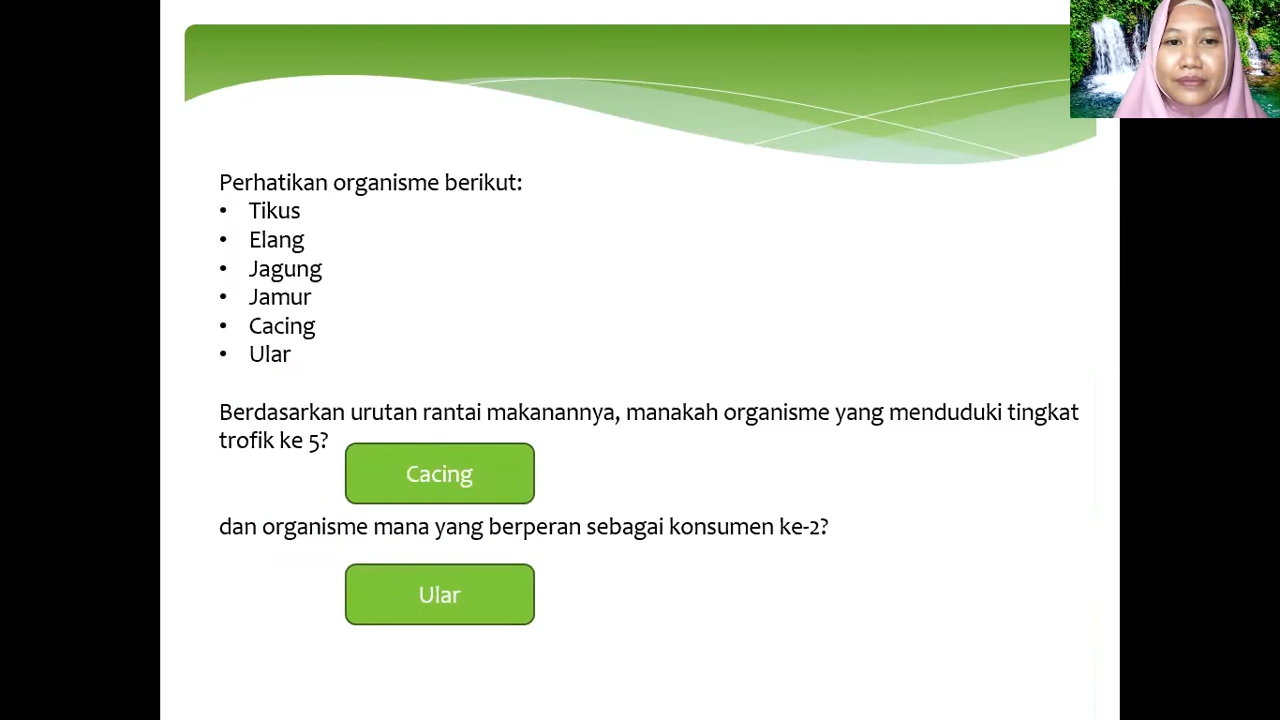 Perhatikan organisme berikut:
• Tikus
• Elang
• Jagung
• Jamur
• Cacing
• Ular
Berdasarkan urutan rantai makanannya, manakah organisme yang menduduki tingkat
trofik ke 5?
Cacing
dan organisme mana yang berperan sebagai konsumen ke-2?
Ular